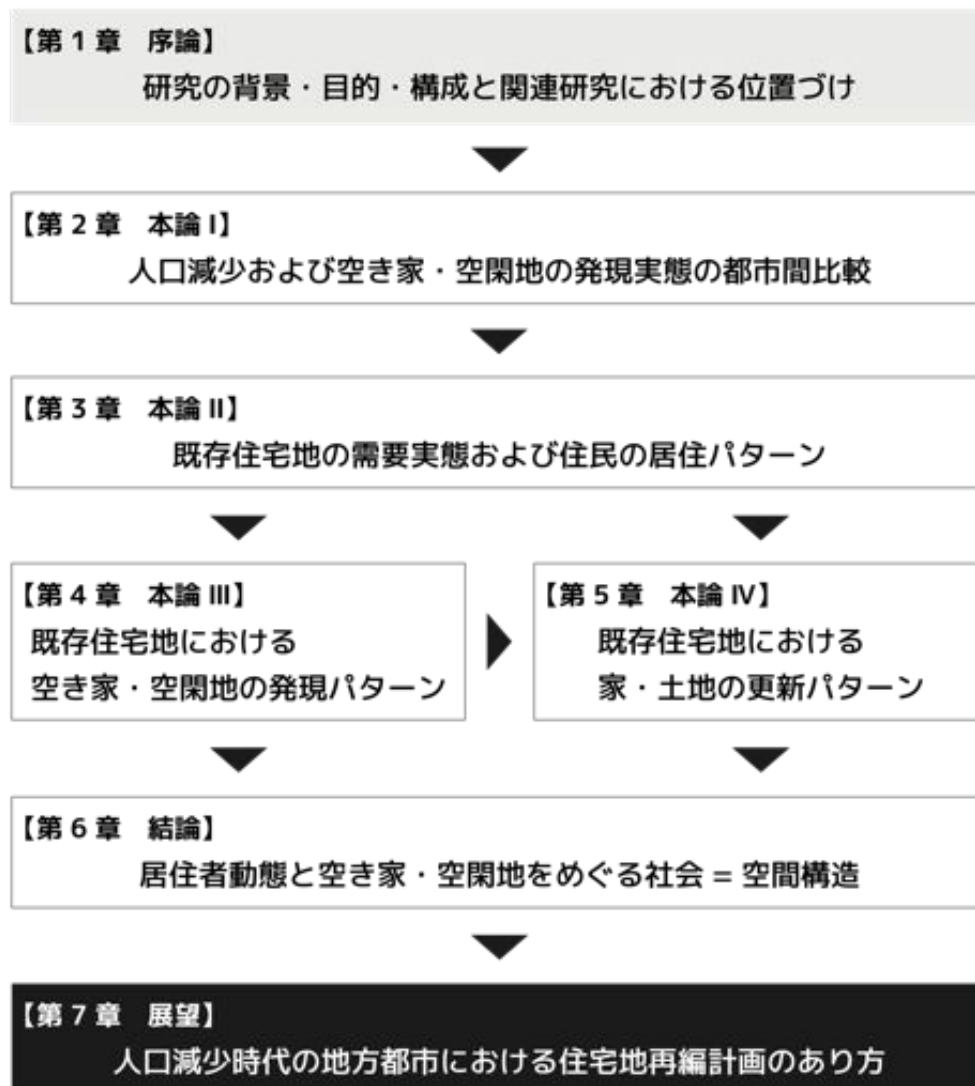 【第 1 章　序論】
研究の背景・目的・構成と関連研究における位置づけ
【第 2 章　本論 I】
人口減少および空き家・空閑地の発現実態の都市間比較
【第 3 章　本論 II】
既存住宅地の需要実態および住民の居住パターン
【第 4 章　本論 III】
既存住宅地における
空き家・空閑地の発現パターン
【第 5 章　本論 IV】
既存住宅地における
家・土地の更新パターン
【第 6 章　結論】
居住者動態と空き家・空閑地をめぐる社会 = 空間構造
【第 7 章　展望】
人口減少時代の地方都市における住宅地再編計画のあり方